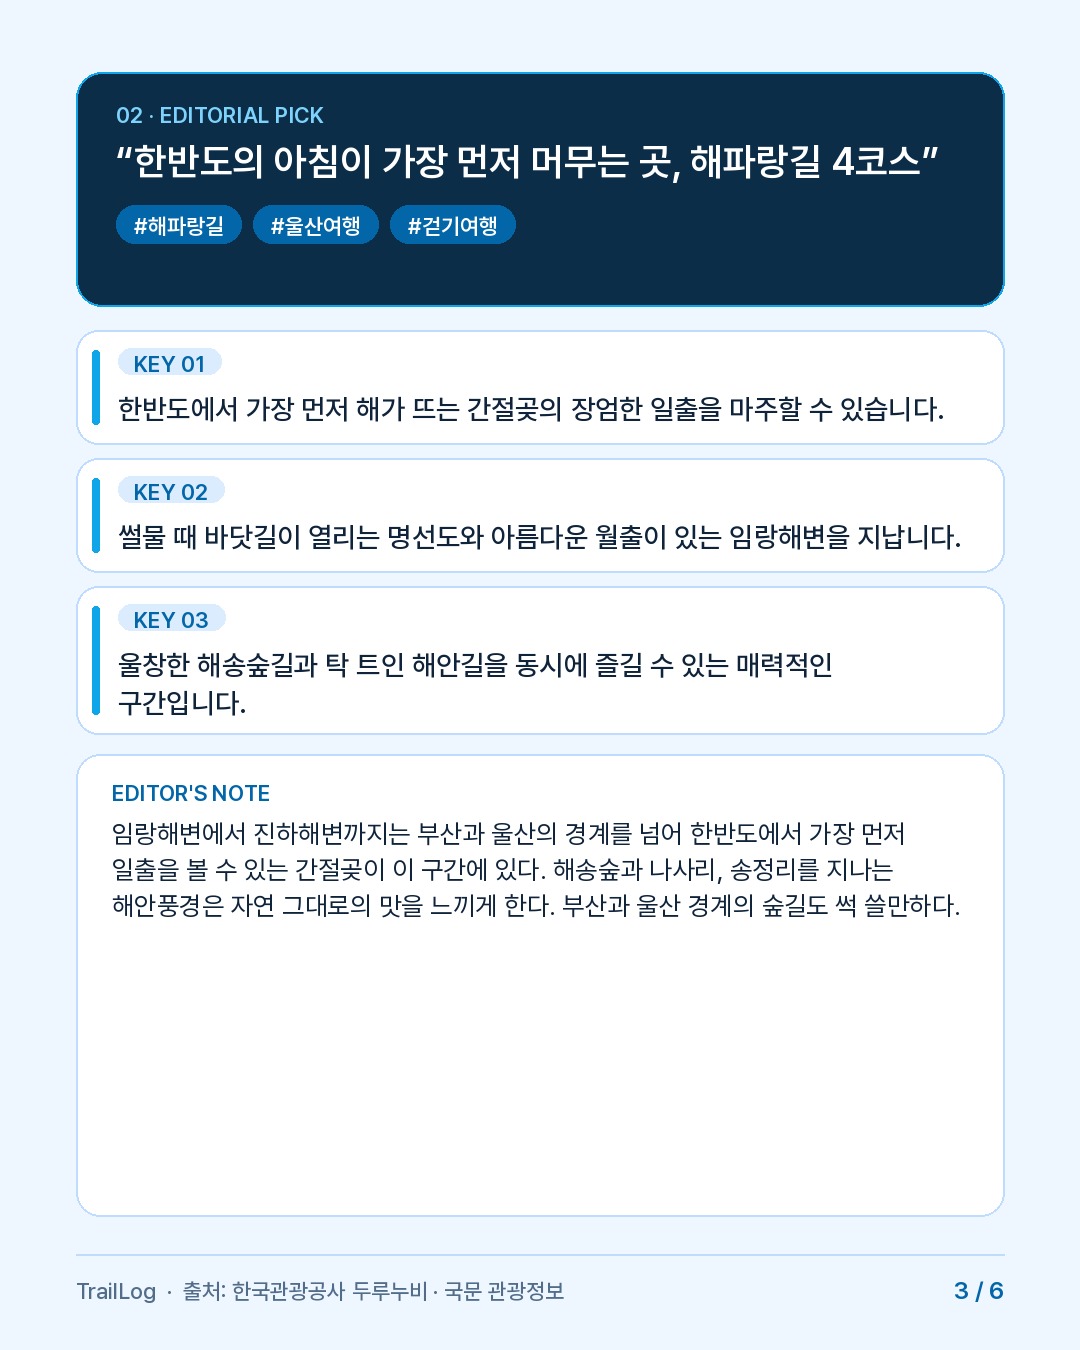 02 · EDITORIAL PICK
“한반도의 아침이 가장 먼저 머무는 곳, 해파랑길 4코스”
#해파랑길 #울산여행 #걷기여행
KEY 01
한반도에서 가장 먼저 해가 뜨는 간절곶의 장엄한 일출을 마주할 수 있습니다.
KEY 02
썰물 때 바닷길이 열리는 명선도와 아름다운 월출이 있는 임랑해변을 지납니다.
KEY 03
울창한 해송숲길과 탁 트인 해안길을 동시에 즐길 수 있는 매력적인
구간입니다.
EDITOR'S NOTE
임랑해변에서 진하해변까지는 부산과 울산의 경계를 넘어 한반도에서 가장 먼저
일출을 볼 수 있는 간절곶이 이 구간에 있다. 해송숲과 나사리, 송정리를 지나는
해안풍경은 자연 그대로의 맛을 느끼게 한다. 부산과 울산 경계의 숲길도 썩 쓸만하다.
TrailLog · 출처: 한국관광공사 두루누비 · 국문 관광정보
3 / 6